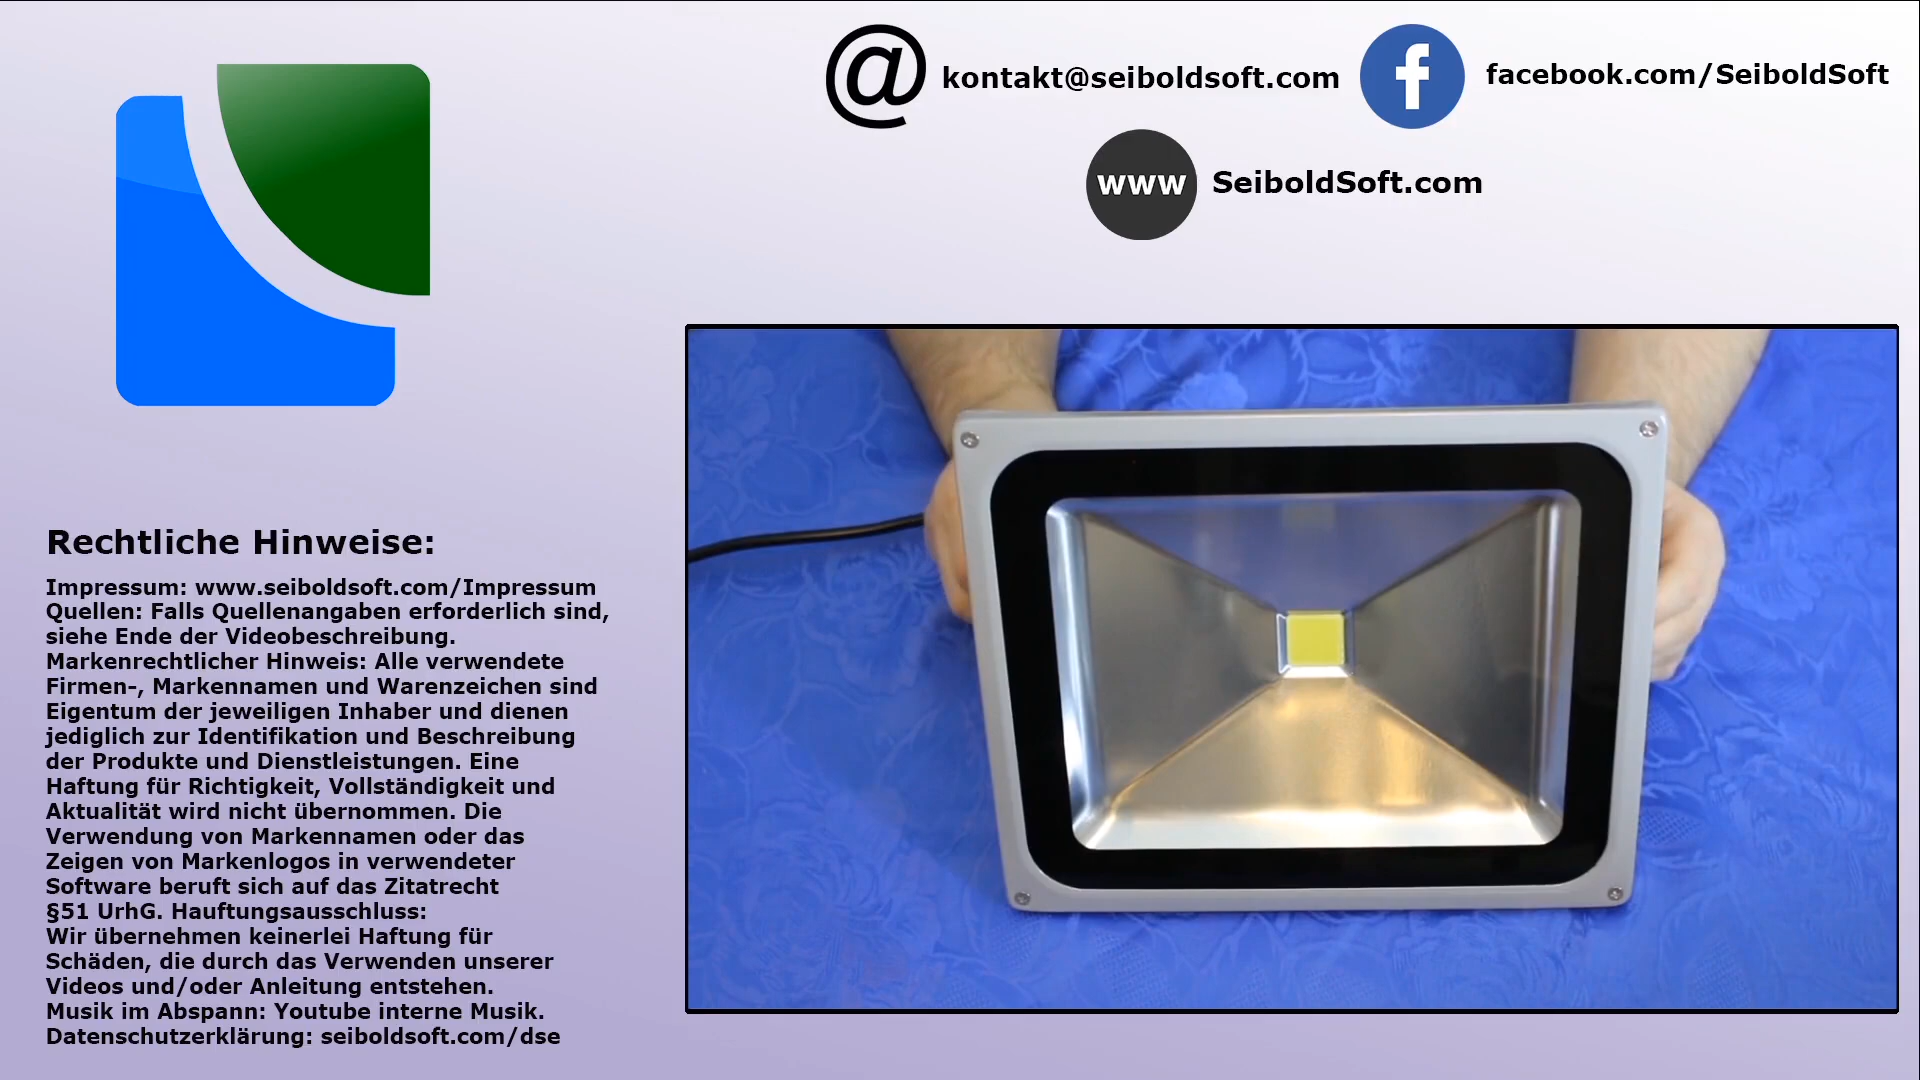 @ kontakt@seiboldsoft.com
f facebook.com/SeiboldSoft
www SeiboldSoft.com
Rechtliche Hinweise:
Impressum: www.seiboldsoft.com/Impressum
Quellen: Falls Quellenangaben erforderlich sind,
siehe Ende der Videobeschreibung.
Markenrechtlicher Hinweis: Alle verwendete
Firmen-, Markennamen und Warenzeichen sind
Eigentum der jeweiligen Inhaber und dienen
jediglich zur Identifikation und Beschreibung
der Produkte und Dienstleistungen. Eine
Haftung für Richtigkeit, Vollständigkeit und
Aktualität wird nicht übernommen. Die
Verwendung von Markennamen oder das
Zeigen von Markenlogos in verwendeter
Software beruft sich auf das Zitatrecht
§51 UrhG. Hauftungsausschluss:
Wir übernehmen keinerlei Haftung für
Schäden, die durch das Verwenden unserer
Videos und/oder Anleitung entstehen.
Musik im Abspann: Youtube interne Musik.
Datenschutzerklärung: seiboldsoft.com/dse